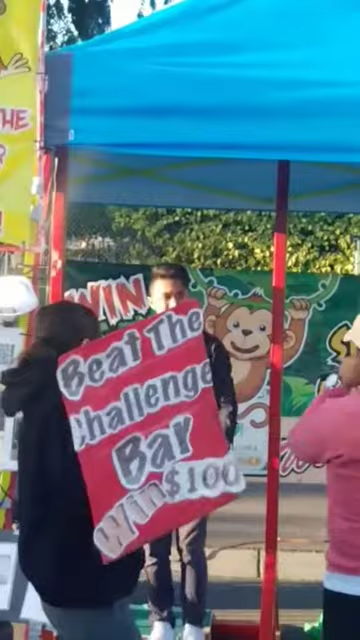 THE
WIN
Beat The
Challenge
Bar
Win $100